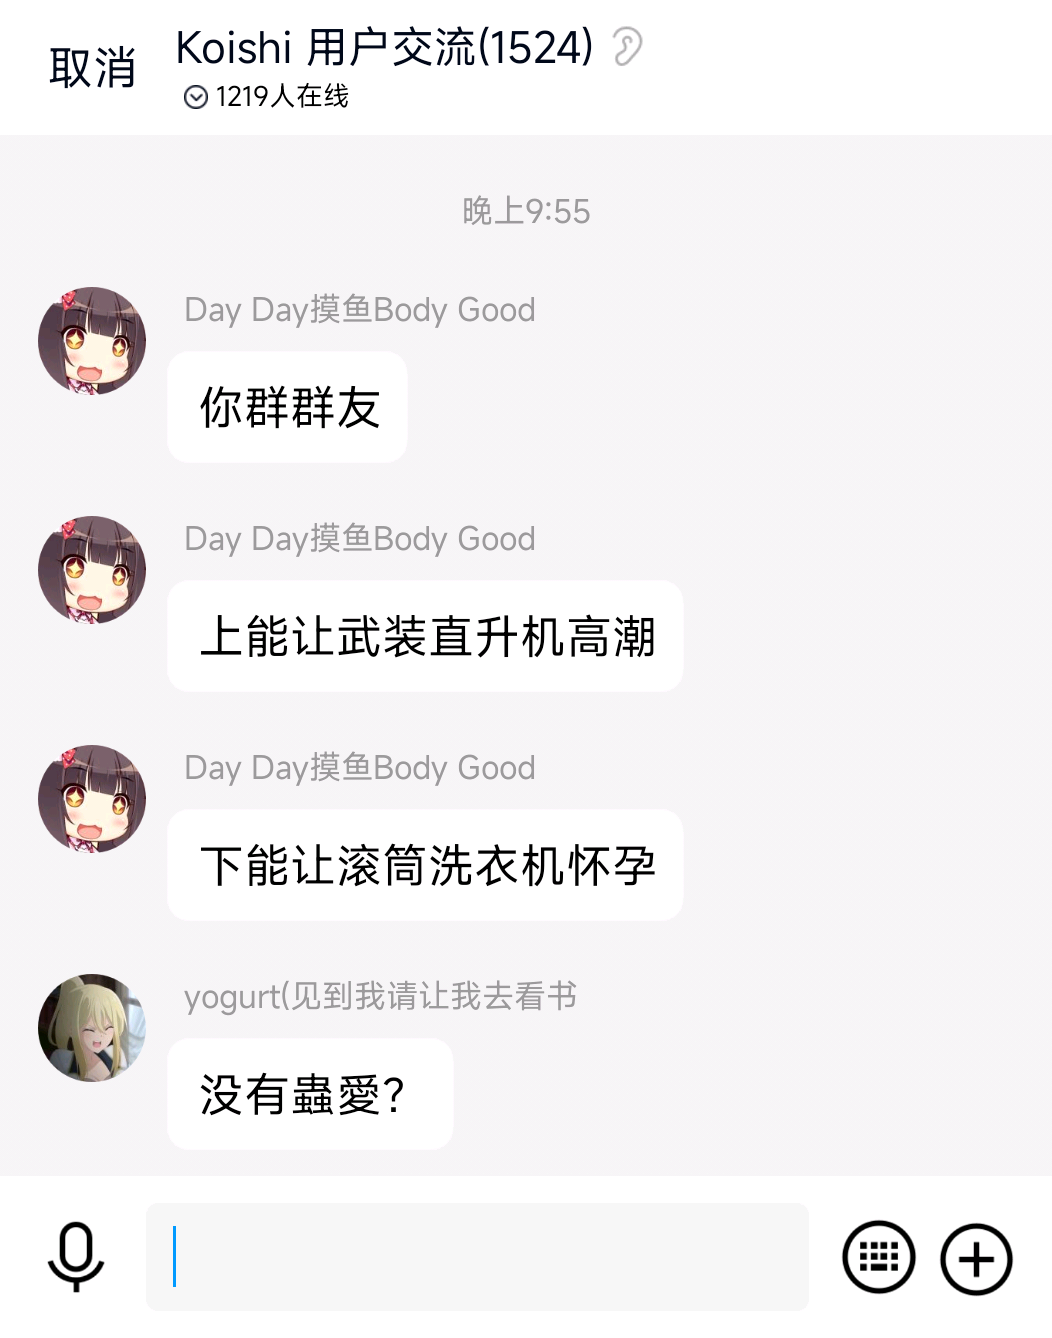 取消
Koishi 用户交流(1524)
1219人在线
晚上9:55
Day Day摸鱼Body Good
你群群友
Day Day摸鱼Body Good
上能让武装直升机高潮
Day Day摸鱼Body Good
下能让滚筒洗衣机怀孕
yogurt(见到我请让我去看书
没有蟲愛?